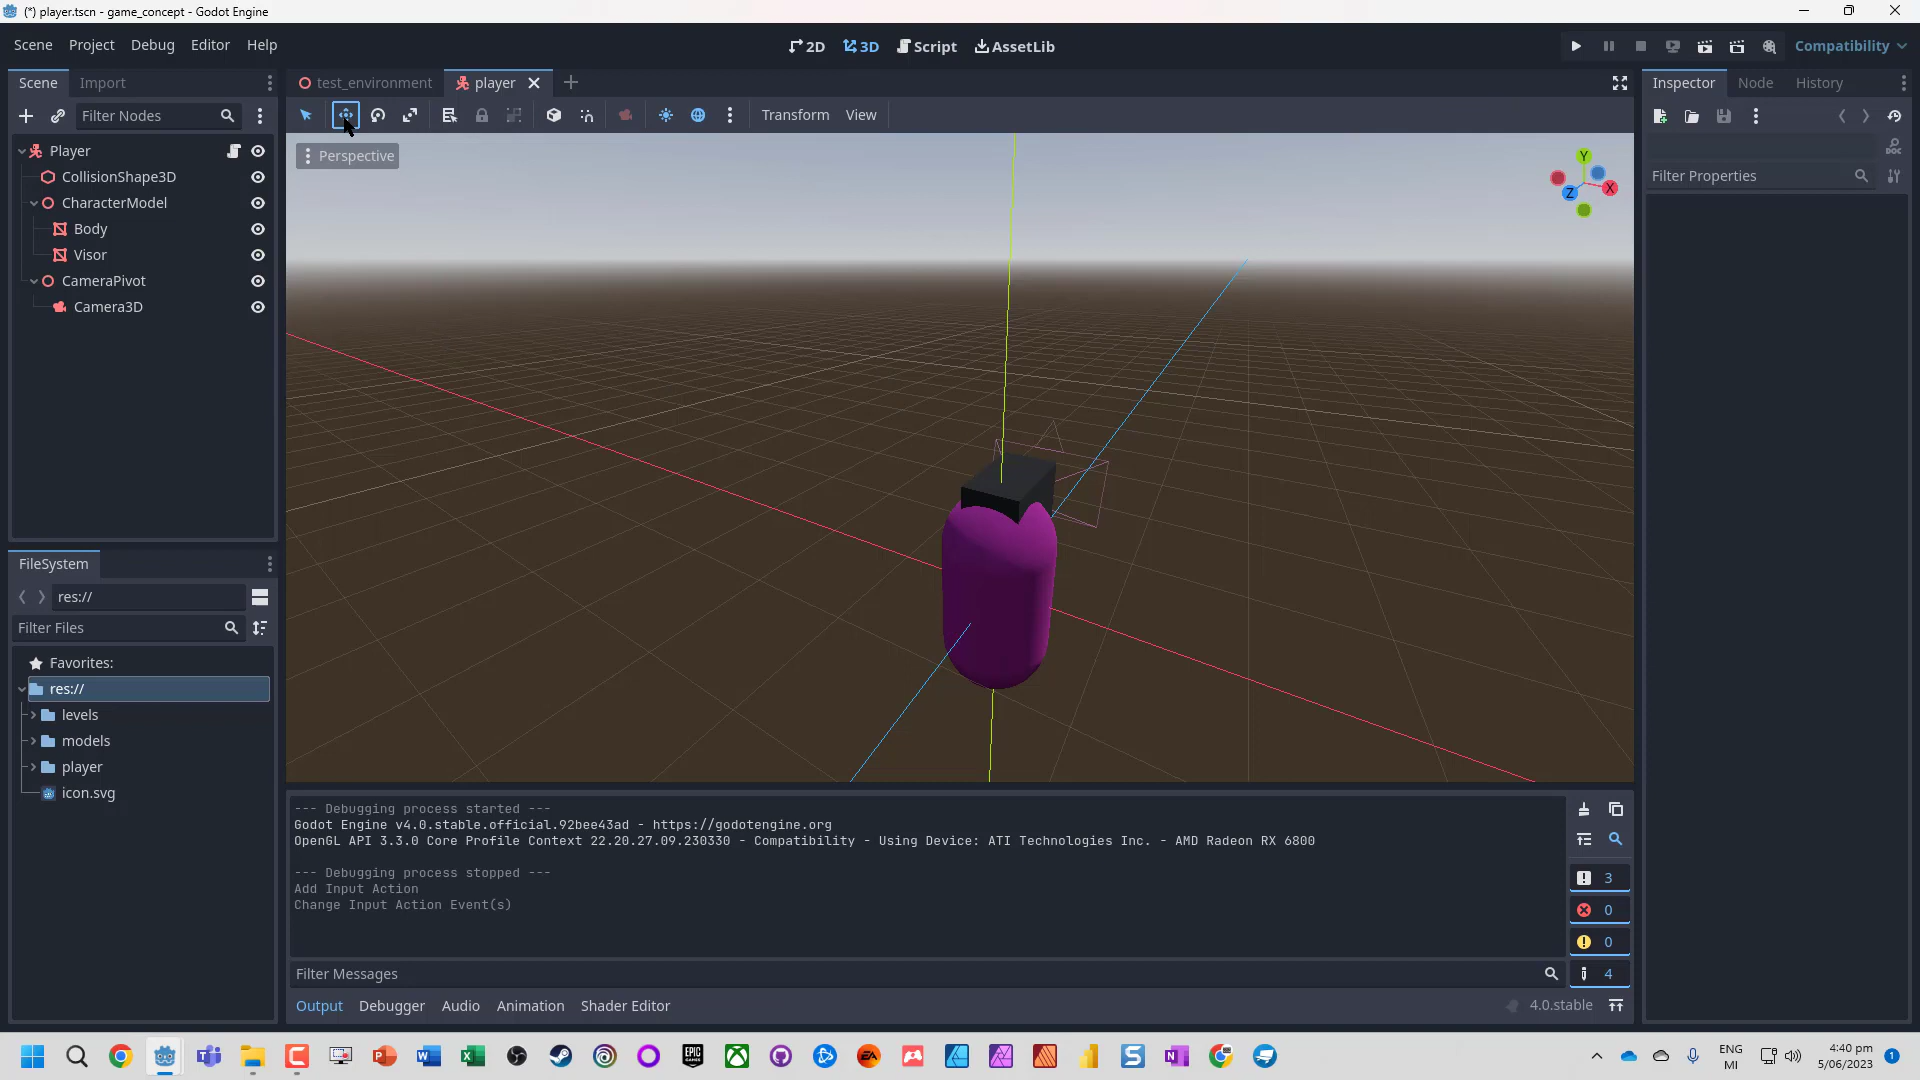 (*) player.tscn - game_concept - Godot Engine
Scene Project Debug Editor Help
2D 3D Script AssetLib
Compatibility
Scene Import
test_environment player
Inspector Node History
Filter Nodes
Transform View
Player
Perspective
Y
X
Z
CollisionShape3D
Filter Properties
DOC
CharacterModel
Body
Visor
CameraPivot
Camera3D
FileSystem
res://
Filter Files
Favorites:
res://
levels
models
player
icon.svg
--- Debugging process started ---
Godot Engine v4.0.stable.official.92bee43ad - https://godotengine.org
OpenGL API 3.3.0 Core Profile Context 22.20.27.09.230330 - Compatibility - Using Device: ATI Technologies Inc. - AMD Radeon RX 6800
--- Debugging process stopped ---
Add Input Action
Change Input Action Event(s)
3
0
0
4
Filter Messages
Output Debugger Audio Animation Shader Editor
4.0.stable
ENG
MI
4:40 pm
5/06/2023
1